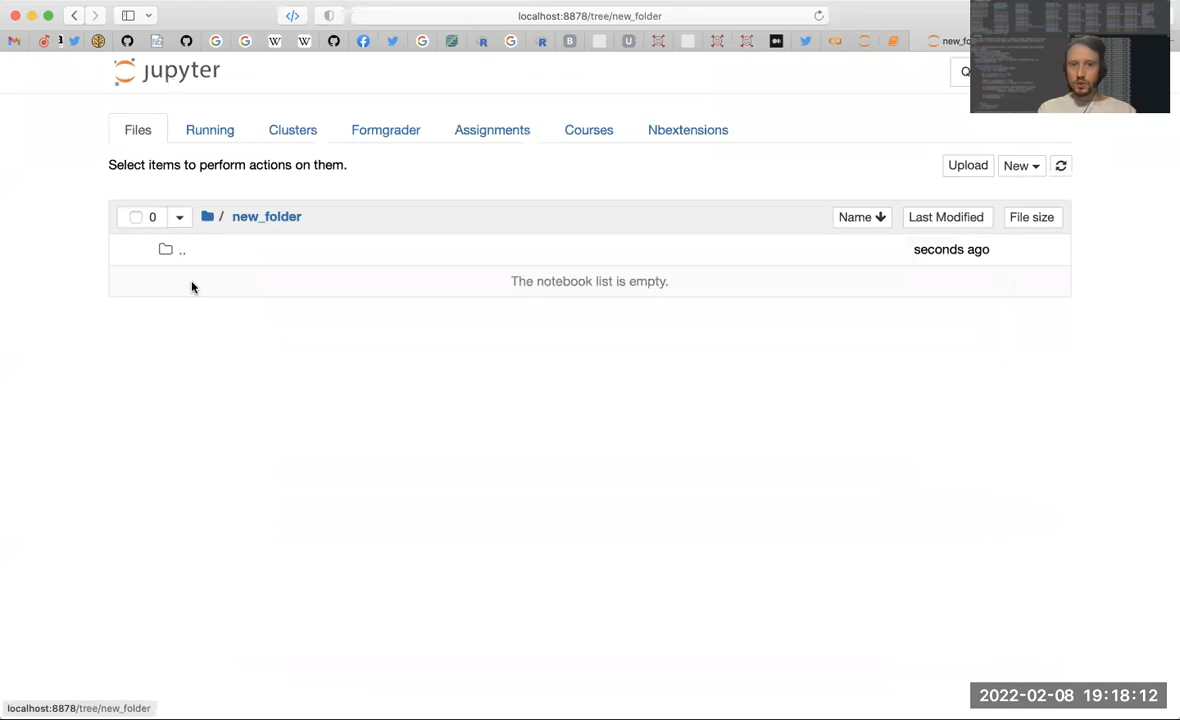 localhost:8878/tree/new_folder
new_fo
jupyter
Q
Files Running Clusters Formgrader Assignments Courses Nbextensions
Select items to perform actions on them.
Upload New
0 / new_folder Name Last Modified File size
.. seconds ago
The notebook list is empty.
localhost:8878/tree/new_folder
2022-02-08 19:18:12